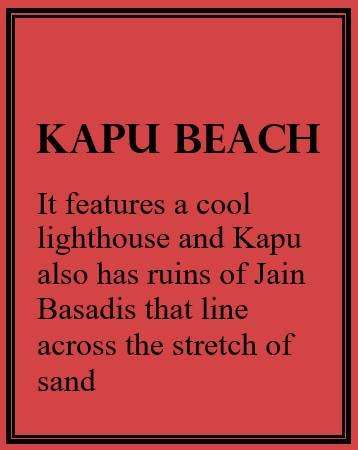 KAPU BEACH
It features a cool
lighthouse and Kapu
also has ruins of Jain
Basadis that line
across the stretch of
sand